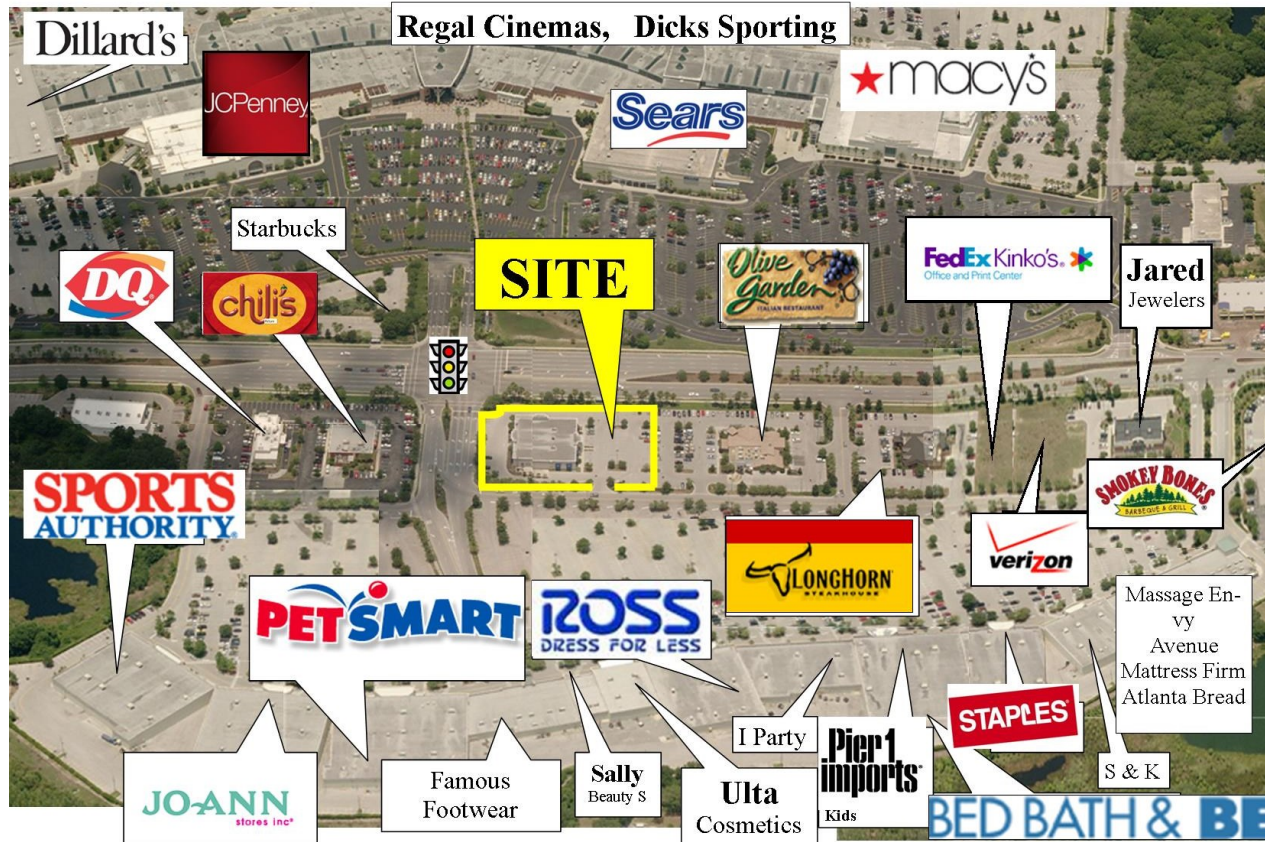 Regal Cinemas,   Dicks Sporting
Dillard's
JCPenney
Sears
macy's
Starbucks
DQ
chili's
SITE
Olive
Garden
ITALIAN RESTAURANT
FedEx Kinko's
Office and Print Center
Jared
Jewelers
SPORTS
AUTHORITY
SMOKEY BONES
BARBEQUE & GRILL
LONGHORN
STEAKHOUSE
verizon
PETSMART
ROSS
DRESS FOR LESS
Massage En-
vy
Avenue
Mattress Firm
Atlanta Bread
JO-ANN
stores inc
Famous
Footwear
Sally
Beauty S
Ulta
Cosmetics
I Party
Pier 1
imports
Kids
STAPLES
S & K
BED BATH & BE